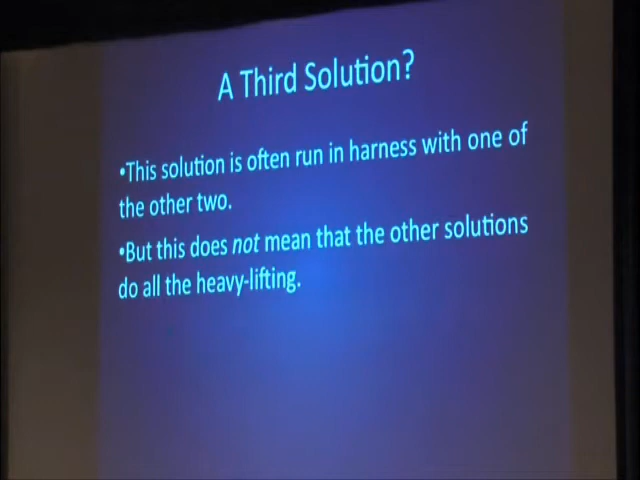 A Third Solution?
•This solution is often run in harness with one of
the other two.
•But this does not mean that the other solutions
do all the heavy-lifting.